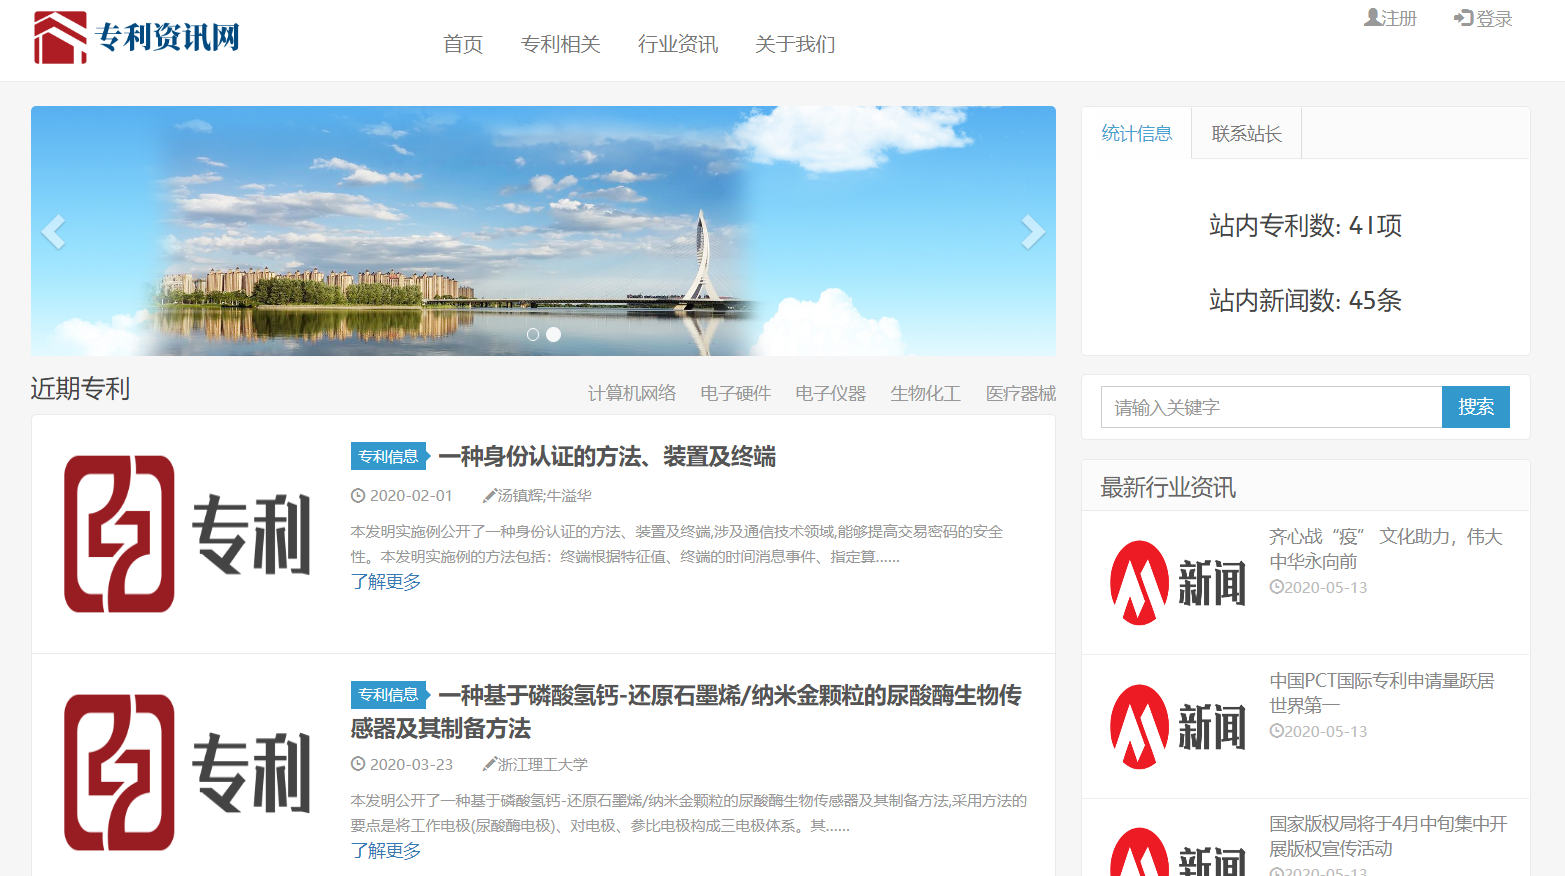 专利资讯网
首页 专利相关 行业资讯 关于我们
注册 登录
统计信息 联系站长
站内专利数: 41项
站内新闻数: 45条
近期专利
计算机网络 电子硬件 电子仪器 生物化工 医疗器械
请输入关键字 搜索
专利
专利信息 一种身份认证的方法、装置及终端
2020-02-01 汤镇辉;牛溢华
本发明实施例公开了一种身份认证的方法、装置及终端,涉及通信技术领域,能够提高交易密码的安全
性。本发明实施例的方法包括：终端根据特征值、终端的时间消息事件、指定算......
了解更多
专利
专利信息 一种基于磷酸氢钙-还原石墨烯/纳米金颗粒的尿酸酶生物传
感器及其制备方法
2020-03-23 浙江理工大学
本发明公开了一种基于磷酸氢钙-还原石墨烯/纳米金颗粒的尿酸酶生物传感器及其制备方法,采用方法的
要点是将工作电极(尿酸酶电极)、对电极、参比电极构成三电极体系。其......
了解更多
最新行业资讯
新闻
齐心战“疫” 文化助力，伟大
中华永向前
2020-05-13
新闻
中国PCT国际专利申请量跃居
世界第一
2020-05-13
新闻
国家版权局将于4月中旬集中开
展版权宣传活动
2020-05-13